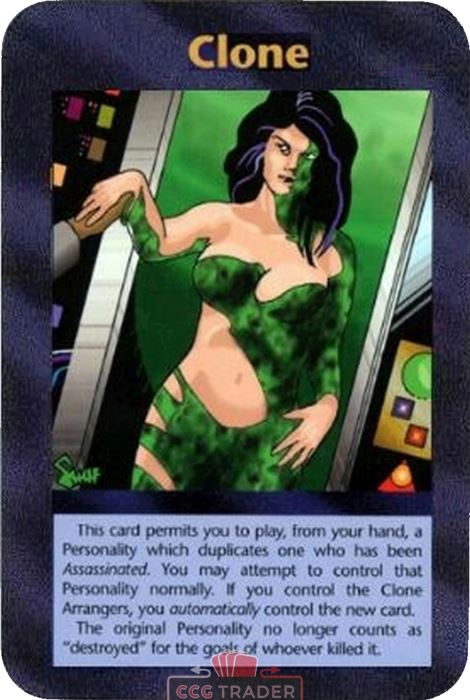 Clone
This card permits you to play, from your hand, a
Personality which duplicates one who has been
Assassinated. You may attempt to control that
Personality normally. If you control the Clone
Arrangers, you automatically control the new card.
The original Personality no longer counts as
"destroyed" for the goals of whoever killed it.
CCG TRADER